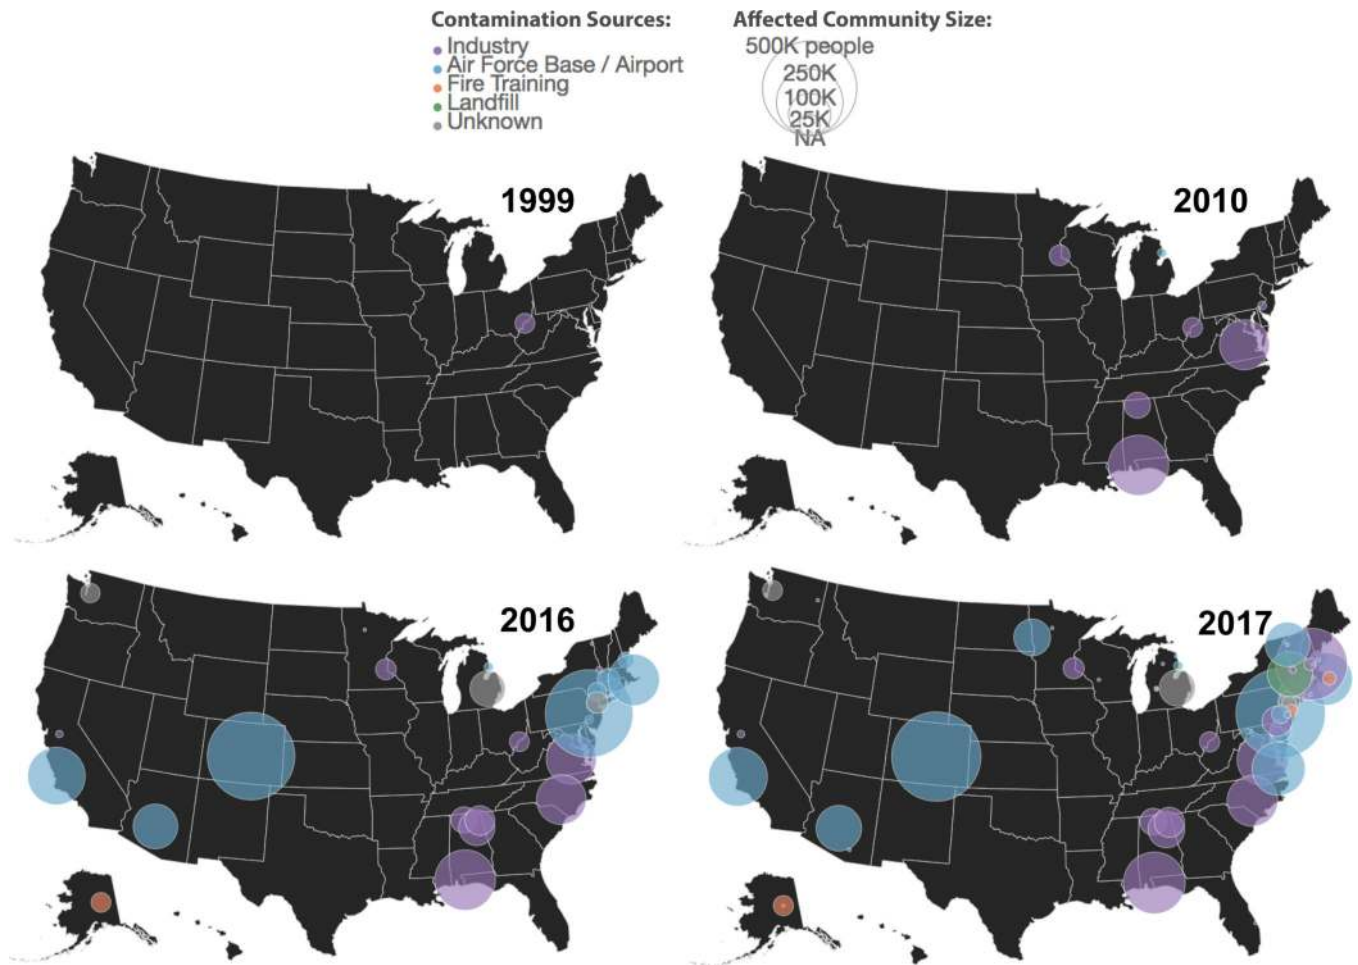 Contamination Sources:
Industry
Air Force Base / Airport
Fire Training
Landfill
Unknown
Affected Community Size:
500K people
250K
100K
25K
NA
1999
2010
2016
2017